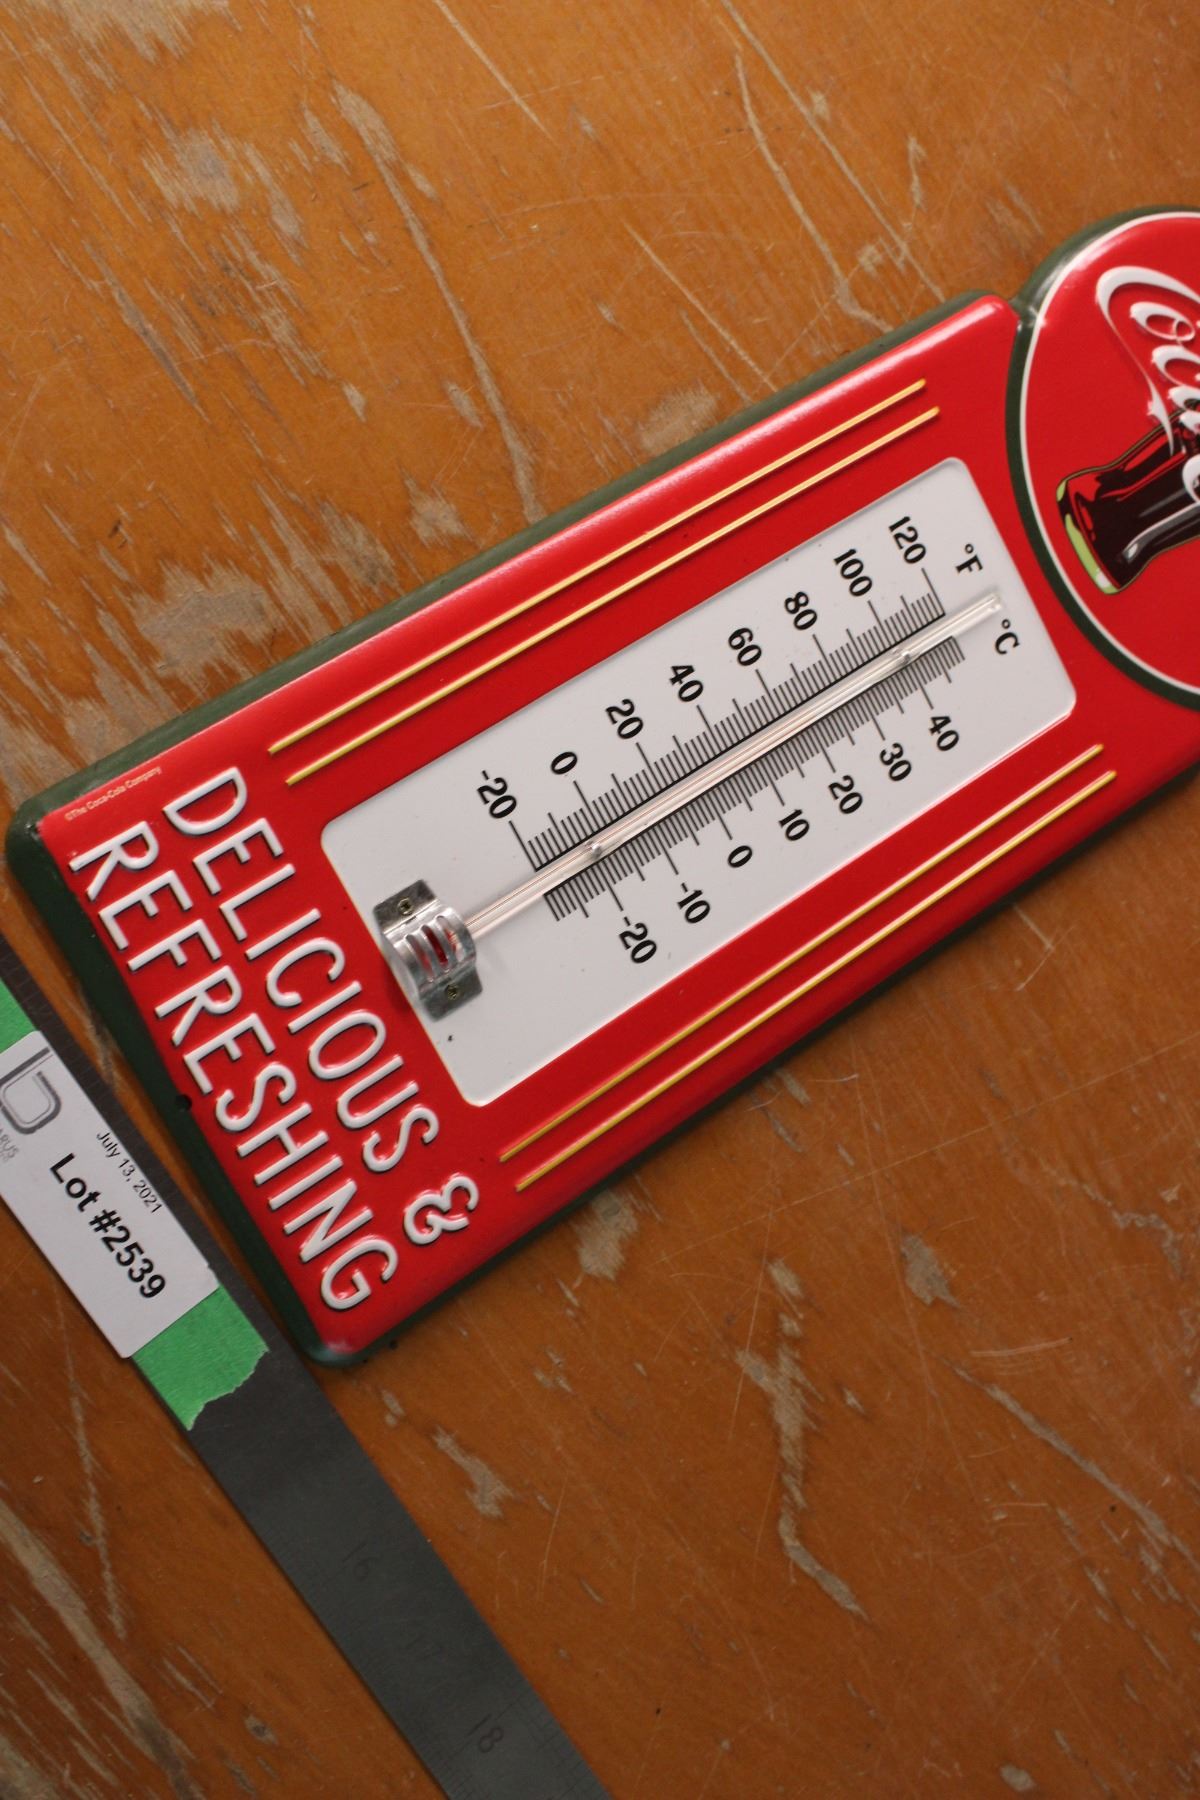 Coca
°F
°C
120
100
80
60
40
20
0
-20
40
30
20
10
0
-10
-20
DELICIOUS &
REFRESHING
©The Coca-Cola Company
July 13, 2021
Lot #2539
16
17
18